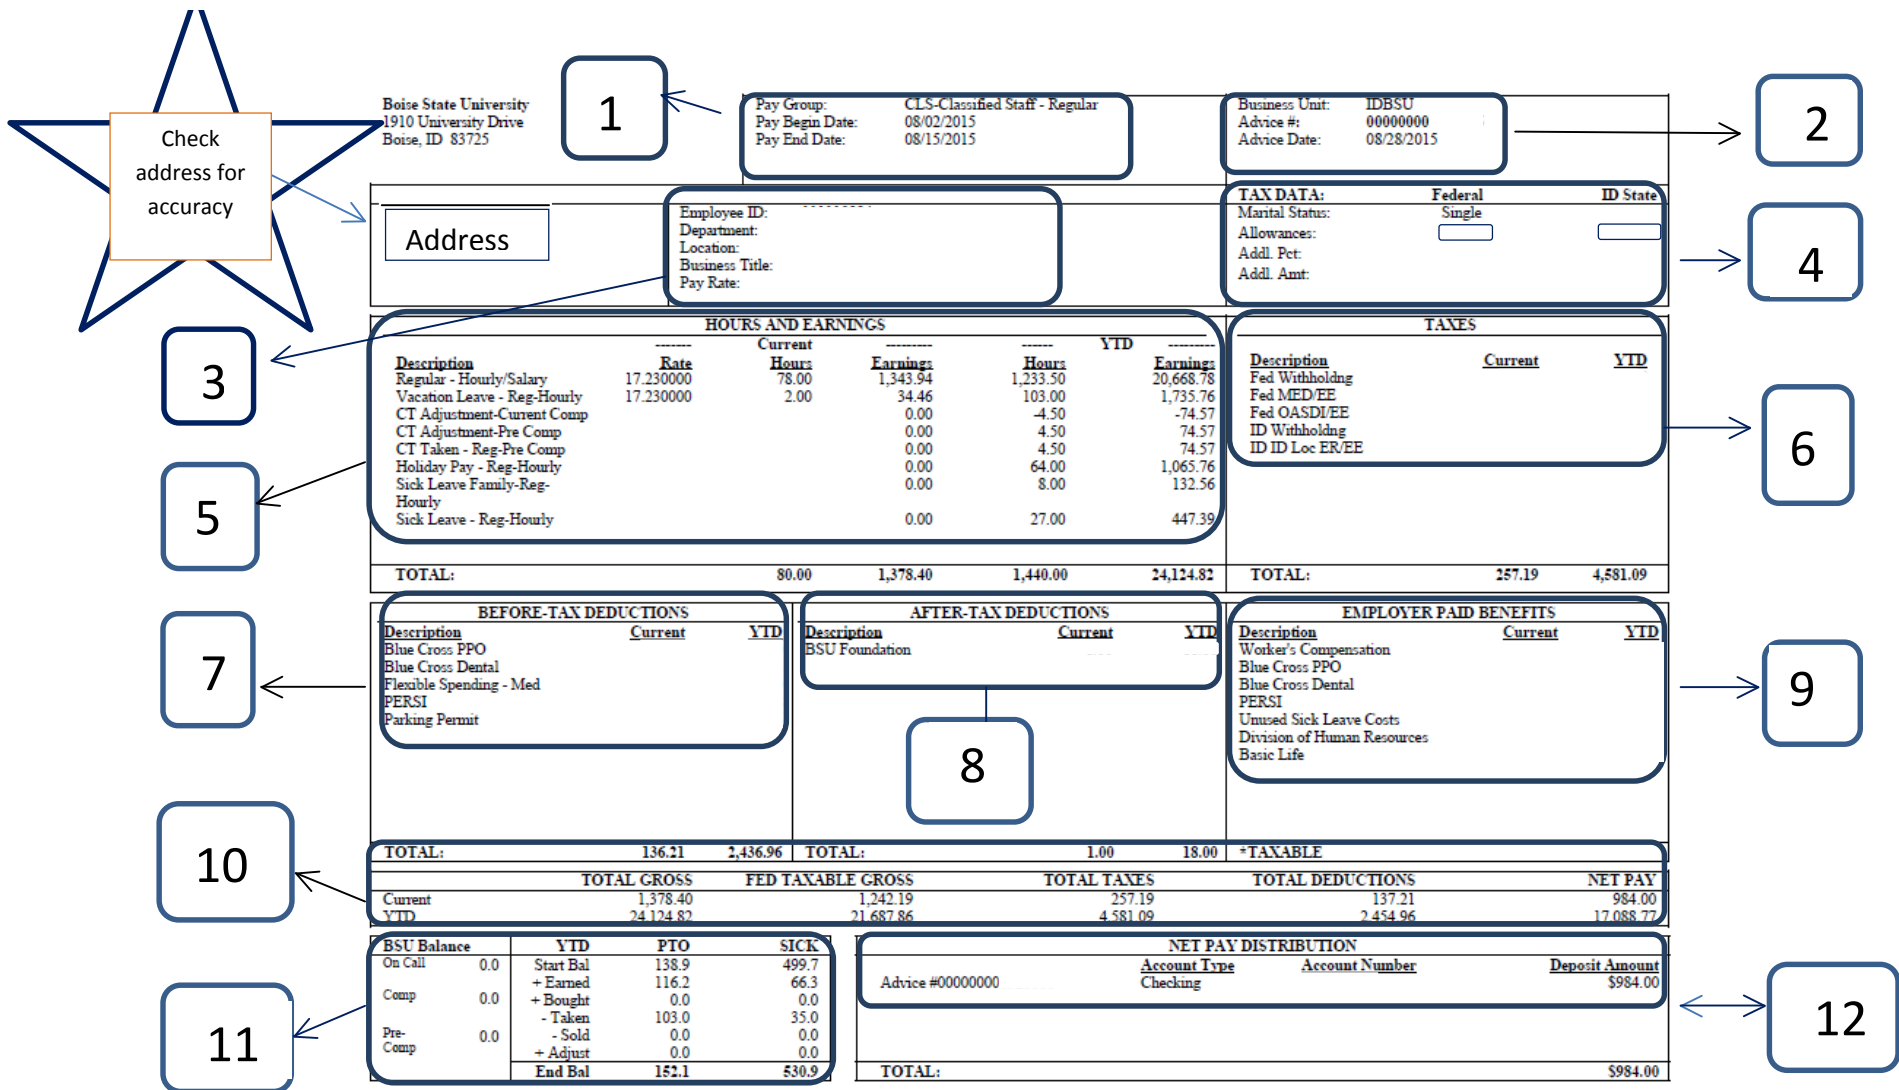 Check
address for
accuracy
1
2
3
4
5
6
7
8
9
10
11
12
Boise State University
1910 University Drive
Boise, ID 83725
Pay Group: CLS-Classified Staff - Regular
Pay Begin Date: 08/02/2015
Pay End Date: 08/15/2015
Business Unit: IDBSU
Advice #: 00000000
Advice Date: 08/28/2015
Address
Employee ID:
Department:
Location:
Business Title:
Pay Rate:
TAX DATA: Federal ID State
Marital Status: Single
Allowances:
Addl. Pct:
Addl. Amt:
HOURS AND EARNINGS
------- Current --------- ------ YTD ---------
Description Rate Hours Earnings Hours Earnings
Regular - Hourly/Salary 17.230000 78.00 1,343.94 1,233.50 20,668.78
Vacation Leave - Reg-Hourly 17.230000 2.00 34.46 103.00 1,735.76
CT Adjustment-Current Comp 0.00 -4.50 -74.57
CT Adjustment-Pre Comp 0.00 4.50 74.57
CT Taken - Reg-Pre Comp 0.00 4.50 74.57
Holiday Pay - Reg-Hourly 0.00 64.00 1,065.76
Sick Leave Family-Reg- 0.00 8.00 132.56
Hourly
Sick Leave - Reg-Hourly 0.00 27.00 447.39
TOTAL: 80.00 1,378.40 1,440.00 24,124.82
TAXES
Description Current YTD
Fed Withholdng
Fed MED/EE
Fed OASDI/EE
ID Withholdng
ID ID Loc ER/EE
TOTAL: 257.19 4,581.09
BEFORE-TAX DEDUCTIONS
Description Current YTD
Blue Cross PPO
Blue Cross Dental
Flexible Spending - Med
PERSI
Parking Permit
TOTAL: 136.21 2,436.96
AFTER-TAX DEDUCTIONS
Description Current YTD
BSU Foundation
TOTAL: 1.00 18.00
EMPLOYER PAID BENEFITS
Description Current YTD
Worker's Compensation
Blue Cross PPO
Blue Cross Dental
PERSI
Unused Sick Leave Costs
Division of Human Resources
Basic Life
*TAXABLE
TOTAL GROSS FED TAXABLE GROSS TOTAL TAXES TOTAL DEDUCTIONS NET PAY
Current 1,378.40 1,242.19 257.19 137.21 984.00
YTD 24,124.82 21,687.86 4,581.09 2,454.96 17,088.77
BSU Balance YTD PTO SICK
On Call 0.0 Start Bal 138.9 499.7
+ Earned 116.2 66.3
Comp 0.0 + Bought 0.0 0.0
- Taken 103.0 35.0
Pre- 0.0 - Sold 0.0 0.0
Comp + Adjust 0.0 0.0
End Bal 152.1 530.9
NET PAY DISTRIBUTION
Account Type Account Number Deposit Amount
Advice #00000000 Checking $984.00
TOTAL: $984.00